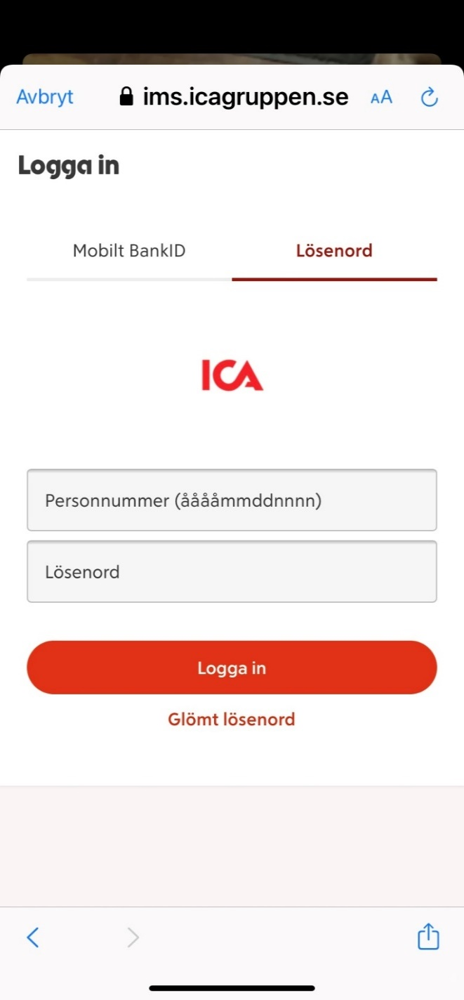 Avbryt ims.icagruppen.se AA
Logga in
Mobilt BankID Lösenord
ICA
Personnummer (ååååmmddnnnn)
Lösenord
Logga in
Glömt lösenord